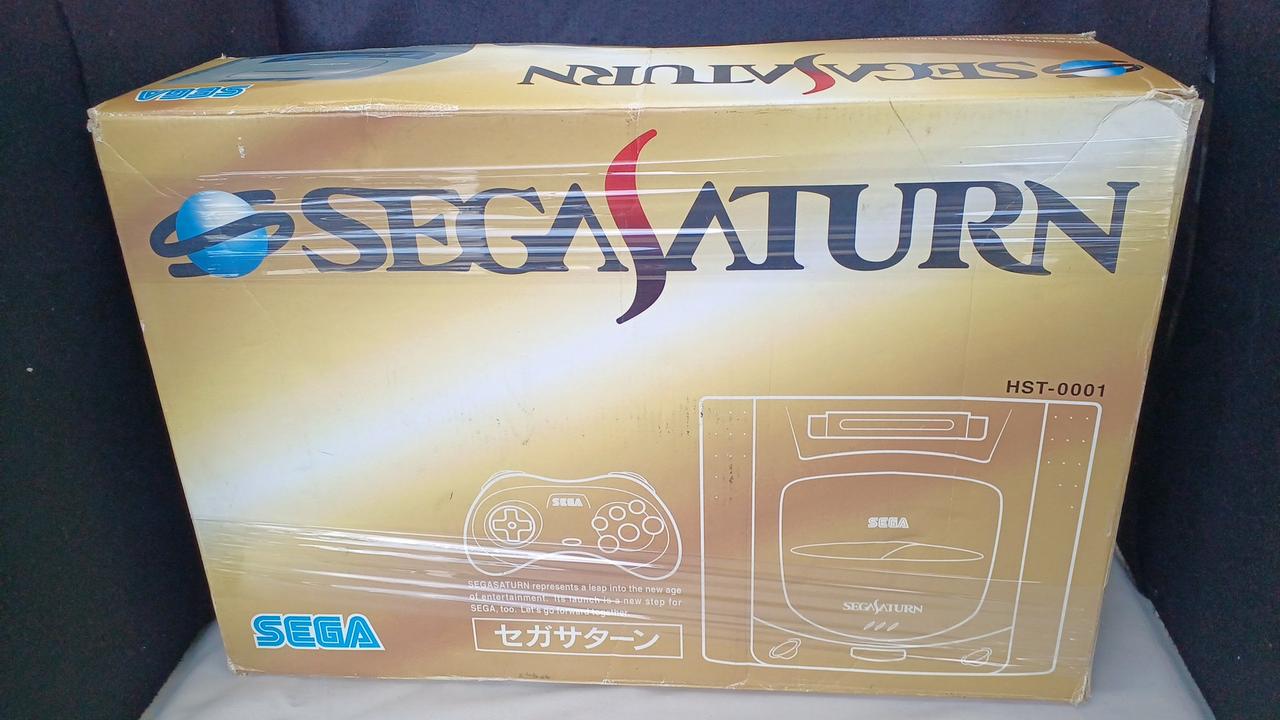 SEGA
SEGASATURN
SEGASATURN
HST-0001
SEGA
SEGA
SEGASATURN
SEGASATURN represents a leap into the new age
of entertainment. Its launch is a new step for
SEGA, too. Let's go forward together.
セガサターン
SEGA